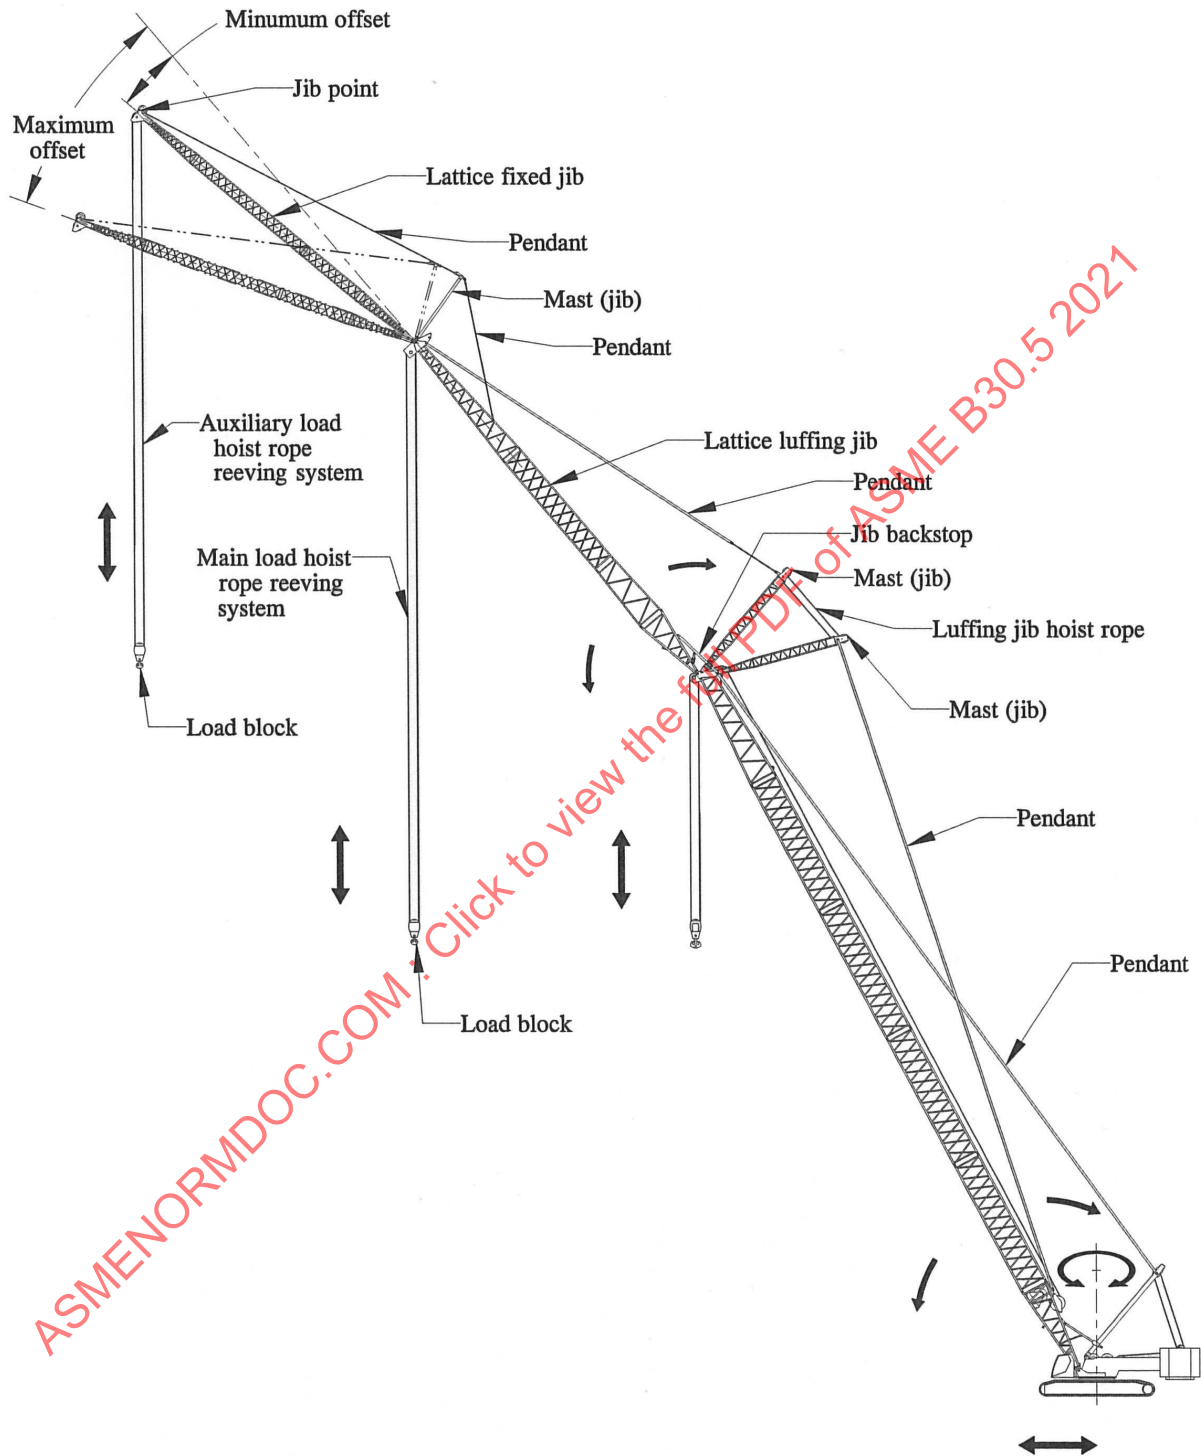 Minumum offset
Jib point
Maximum
offset
Lattice fixed jib
Pendant
Mast (jib)
Pendant
Auxiliary load
hoist rope
reeving system
Lattice luffing jib
Pendant
Jib backstop
Main load hoist
rope reeving
system
Mast (jib)
Luffing jib hoist rope
Mast (jib)
Load block
Pendant
Pendant
Load block
ASMENORMDOC.COM : Click to view the full PDF of ASME B30.5 2021